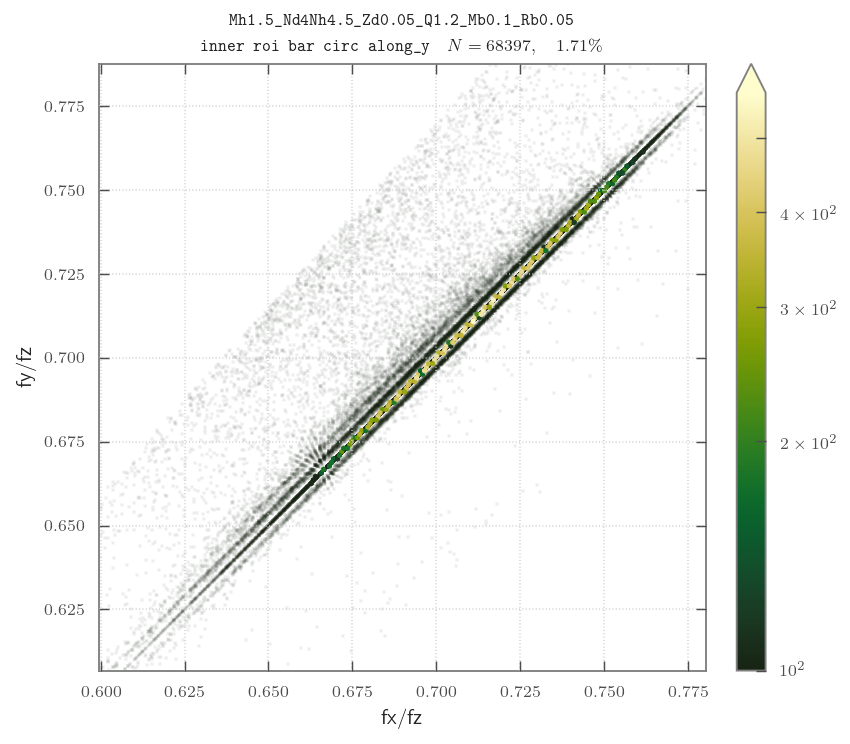 Mh1.5_Nd4Nh4.5_Zd0.05_Q1.2_Mb0.1_Rb0.05
inner roi bar circ along_y N = 68397, 1.71%
0.775
0.750
0.725
0.700
0.675
0.650
0.625
fy/fz
0.600 0.625 0.650 0.675 0.700 0.725 0.750 0.775
fx/fz
4 × 10²
3 × 10²
2 × 10²
10²